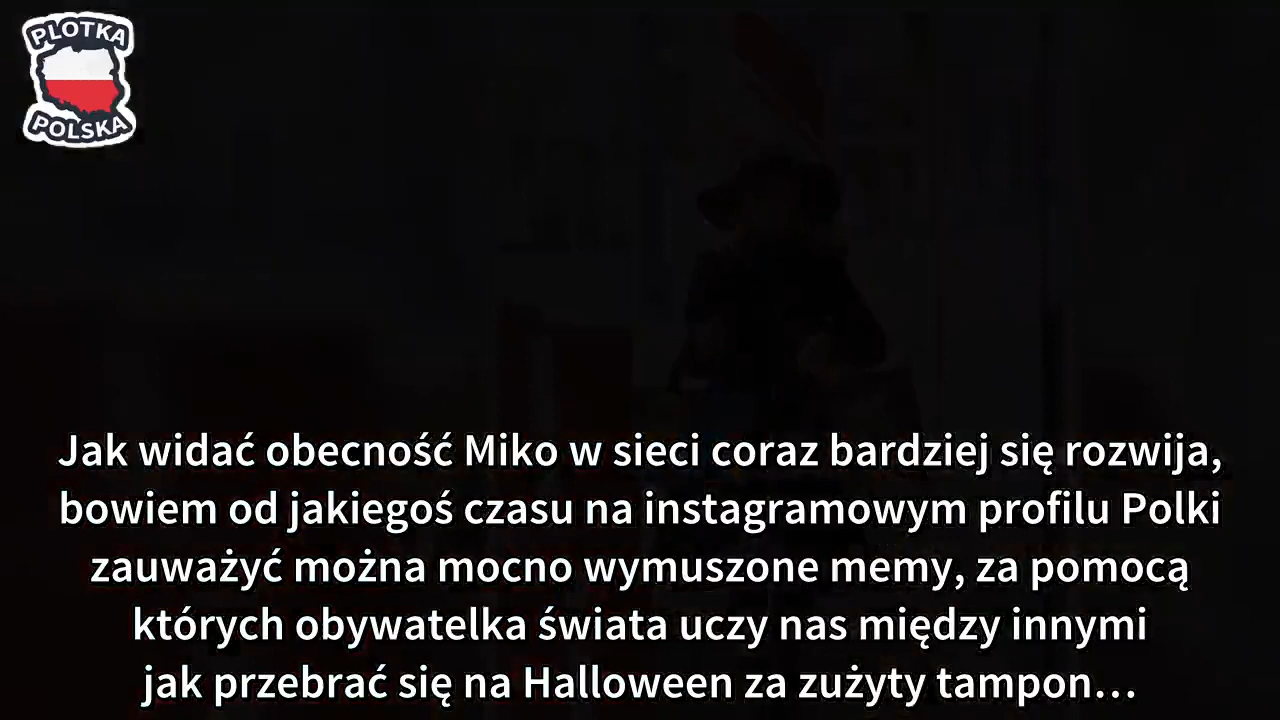 PLOTKA
POLSKA
Jak widać obecność Miko w sieci coraz bardziej się rozwija,
bowiem od jakiegoś czasu na instagramowym profilu Polki
zauważyć można mocno wymuszone memy, za pomocą
których obywatelka świata uczy nas między innymi
jak przebrać się na Halloween za zużyty tampon…